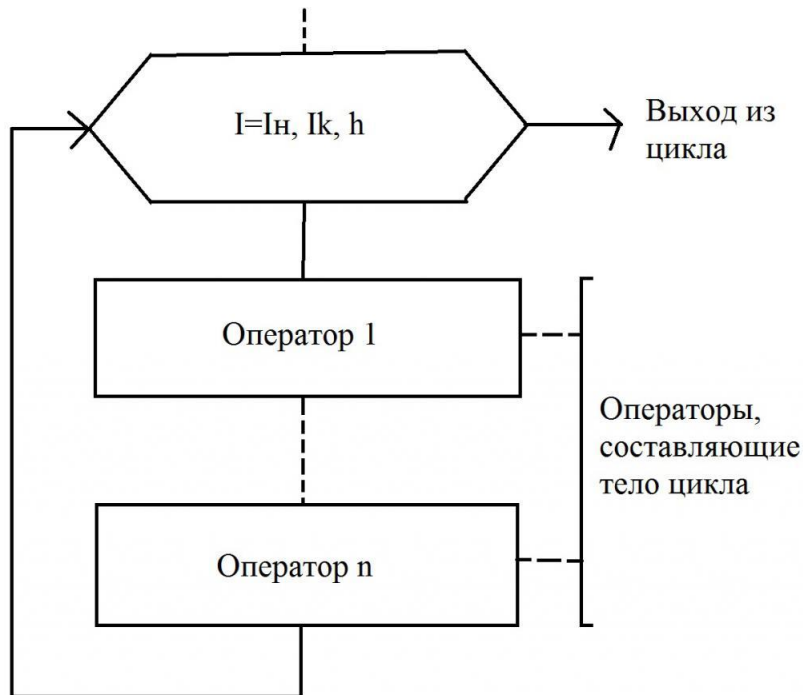 I=Iн, Ik, h
Выход из
цикла
Оператор 1
Операторы,
составляющие
тело цикла
Оператор n